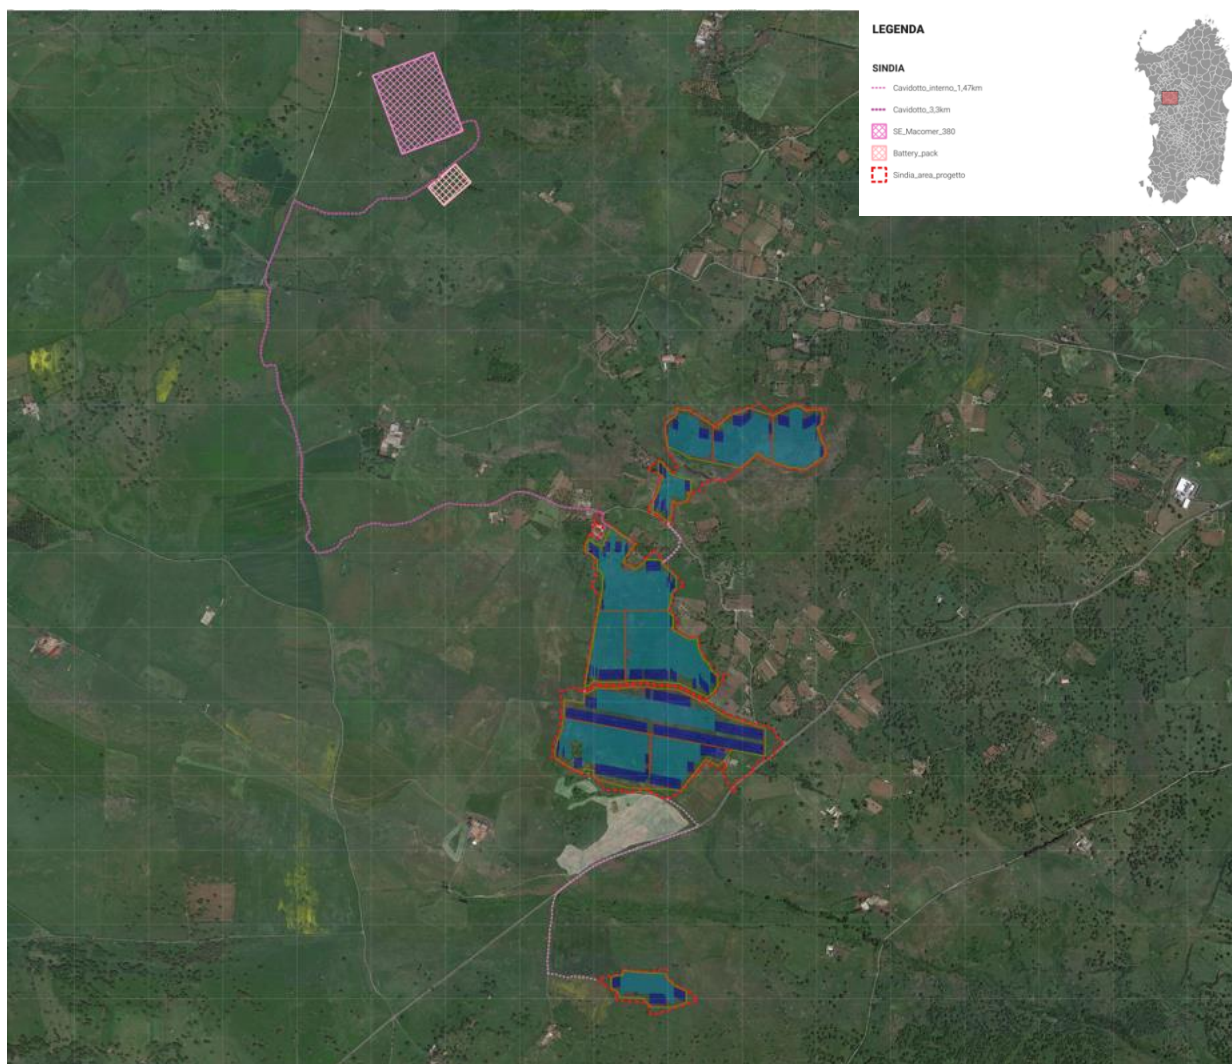 LEGENDA
SINDIA
Cavidotto_interno_1,47km
Cavidotto_3,3km
SE_Macomer_380
Battery_pack
Sindia_area_progetto